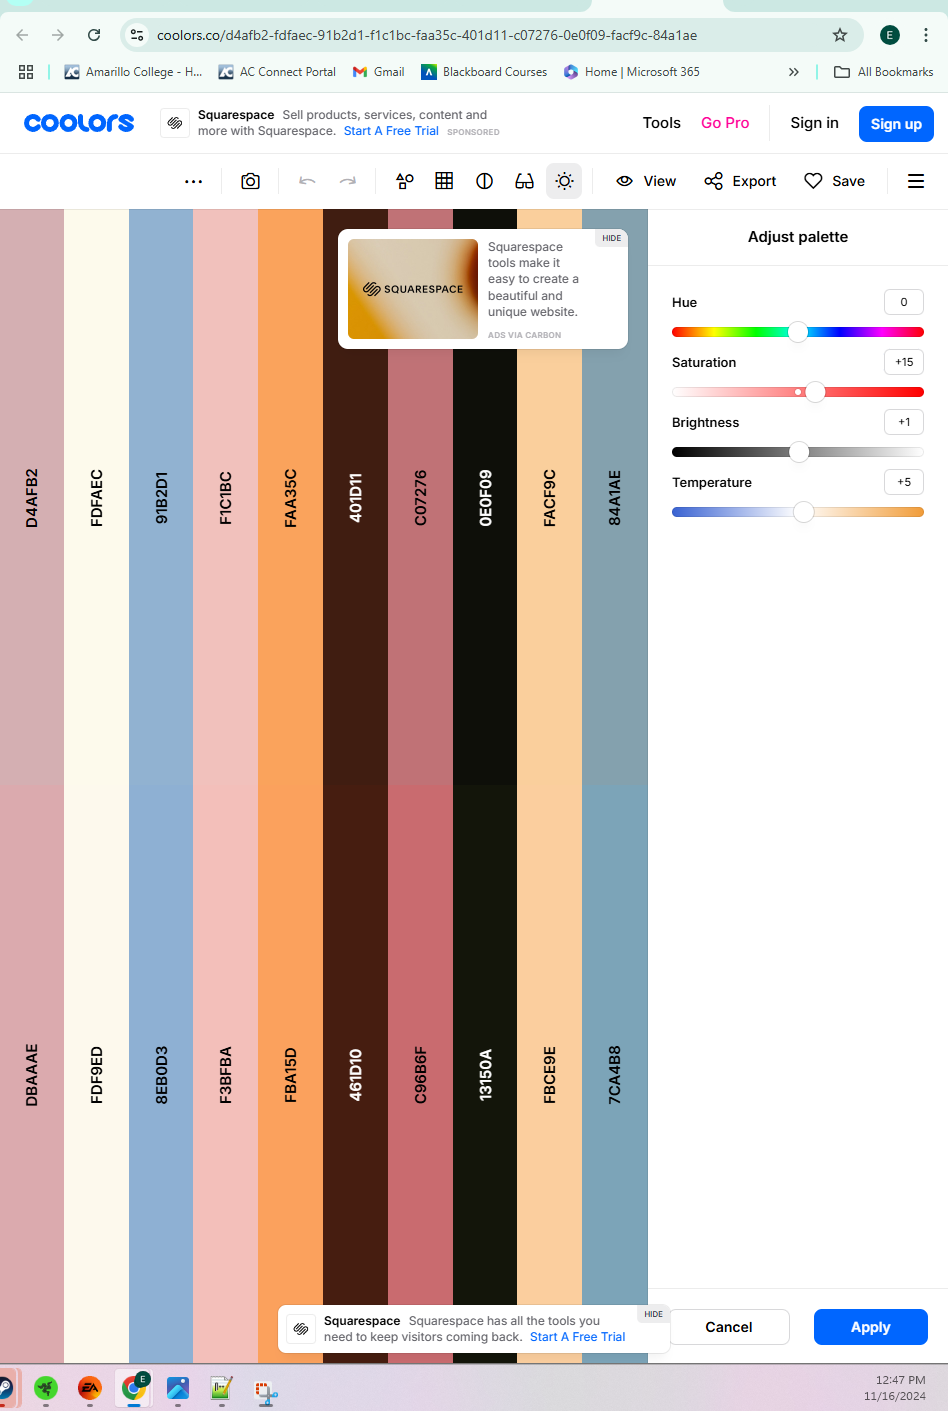 coolors.co/d4afb2-fdfaec-91b2d1-f1c1bc-faa35c-401d11-c07276-0e0f09-facf9c-84a1ae
E
Amarillo College - H...
AC Connect Portal
Gmail
Blackboard Courses
Home | Microsoft 365
All Bookmarks
coolors
Squarespace Sell products, services, content and
more with Squarespace. Start A Free Trial SPONSORED
Tools
Go Pro
Sign in
Sign up
View
Export
Save
HIDE
SQUARESPACE
Squarespace
tools make it
easy to create a
beautiful and
unique website.
ADS VIA CARBON
Adjust palette
Hue
0
Saturation
+15
Brightness
+1
Temperature
+5
D4AFB2
FDFAEC
91B2D1
F1C1BC
FAA35C
401D11
C07276
0E0F09
FACF9C
84A1AE
DBAAAE
FDF9ED
8EB0D3
F3BFBA
FBA15D
461D10
C96B6F
13150A
FBCE9E
7CA4B8
Squarespace Squarespace has all the tools you
need to keep visitors coming back. Start A Free Trial
HIDE
Cancel
Apply
EA
E
12:47 PM
11/16/2024